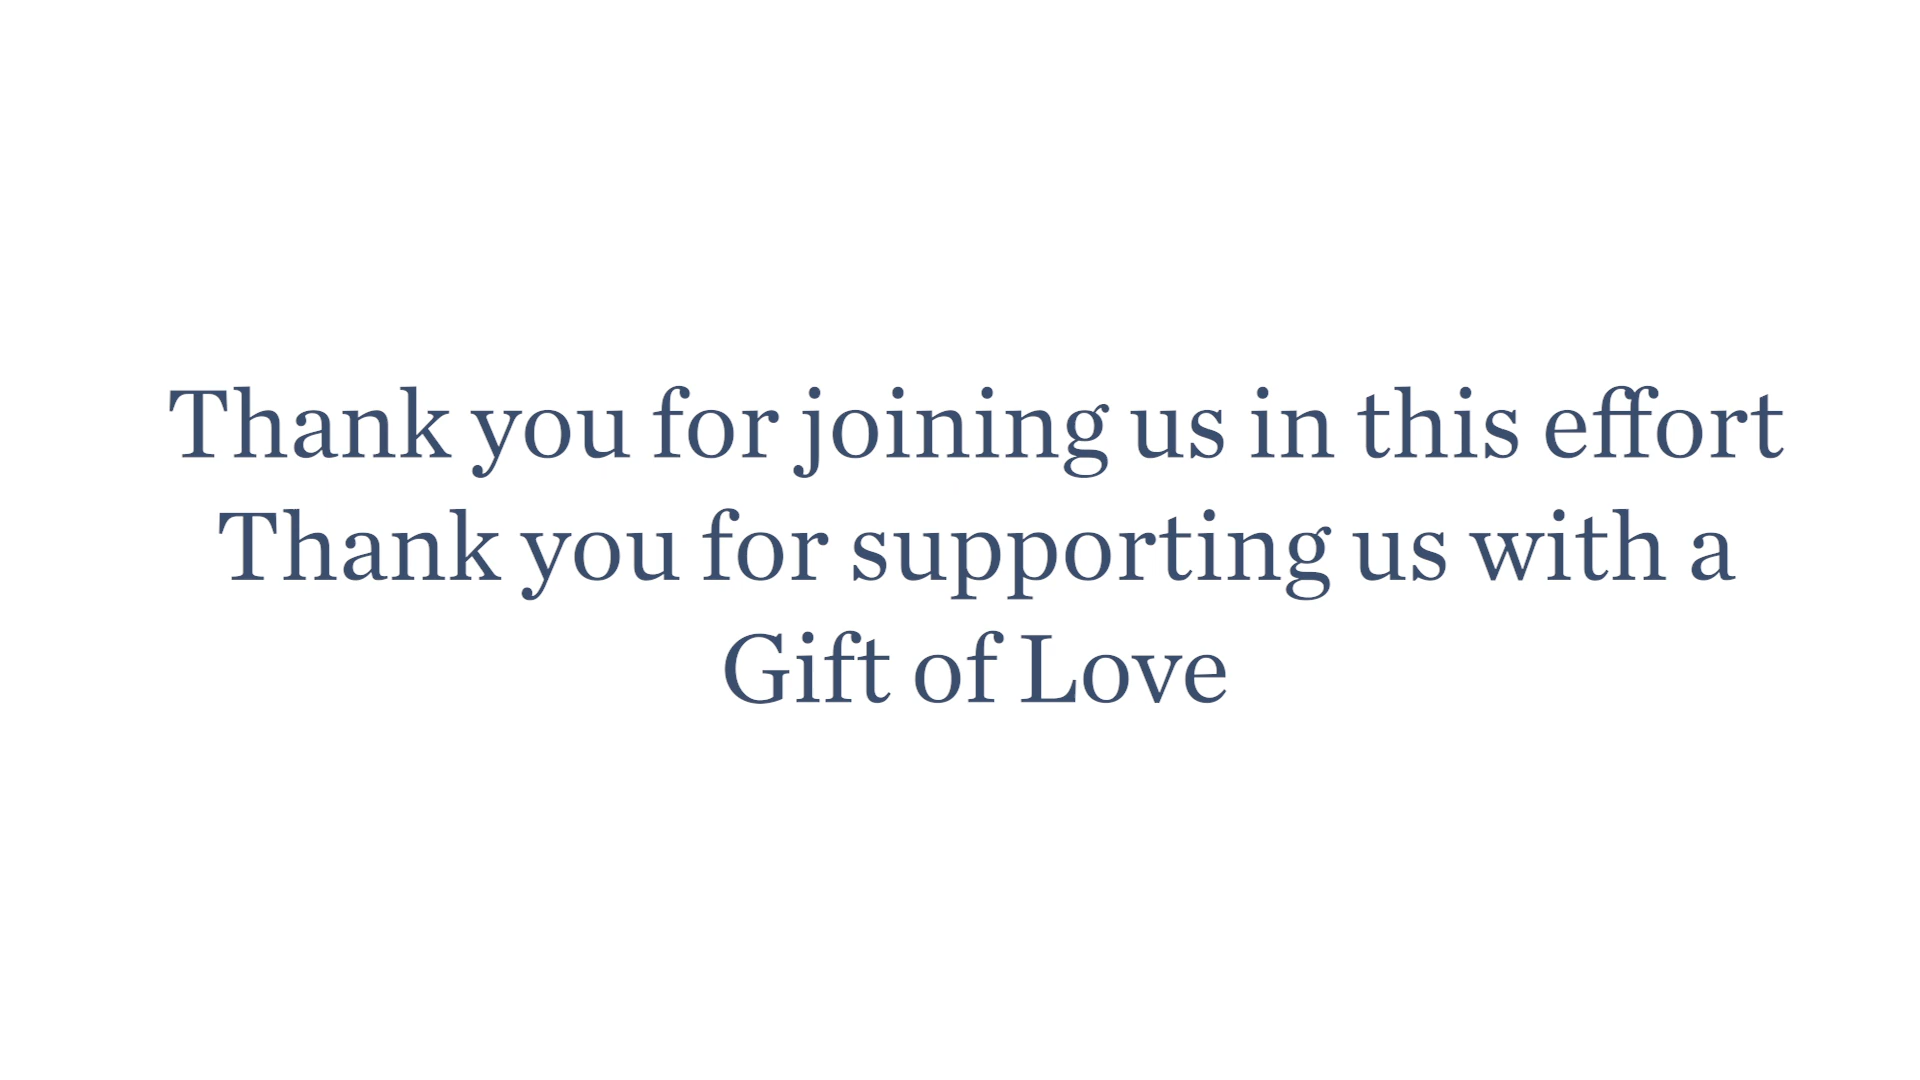 Thank you for joining us in this effort
Thank you for supporting us with a
Gift of Love